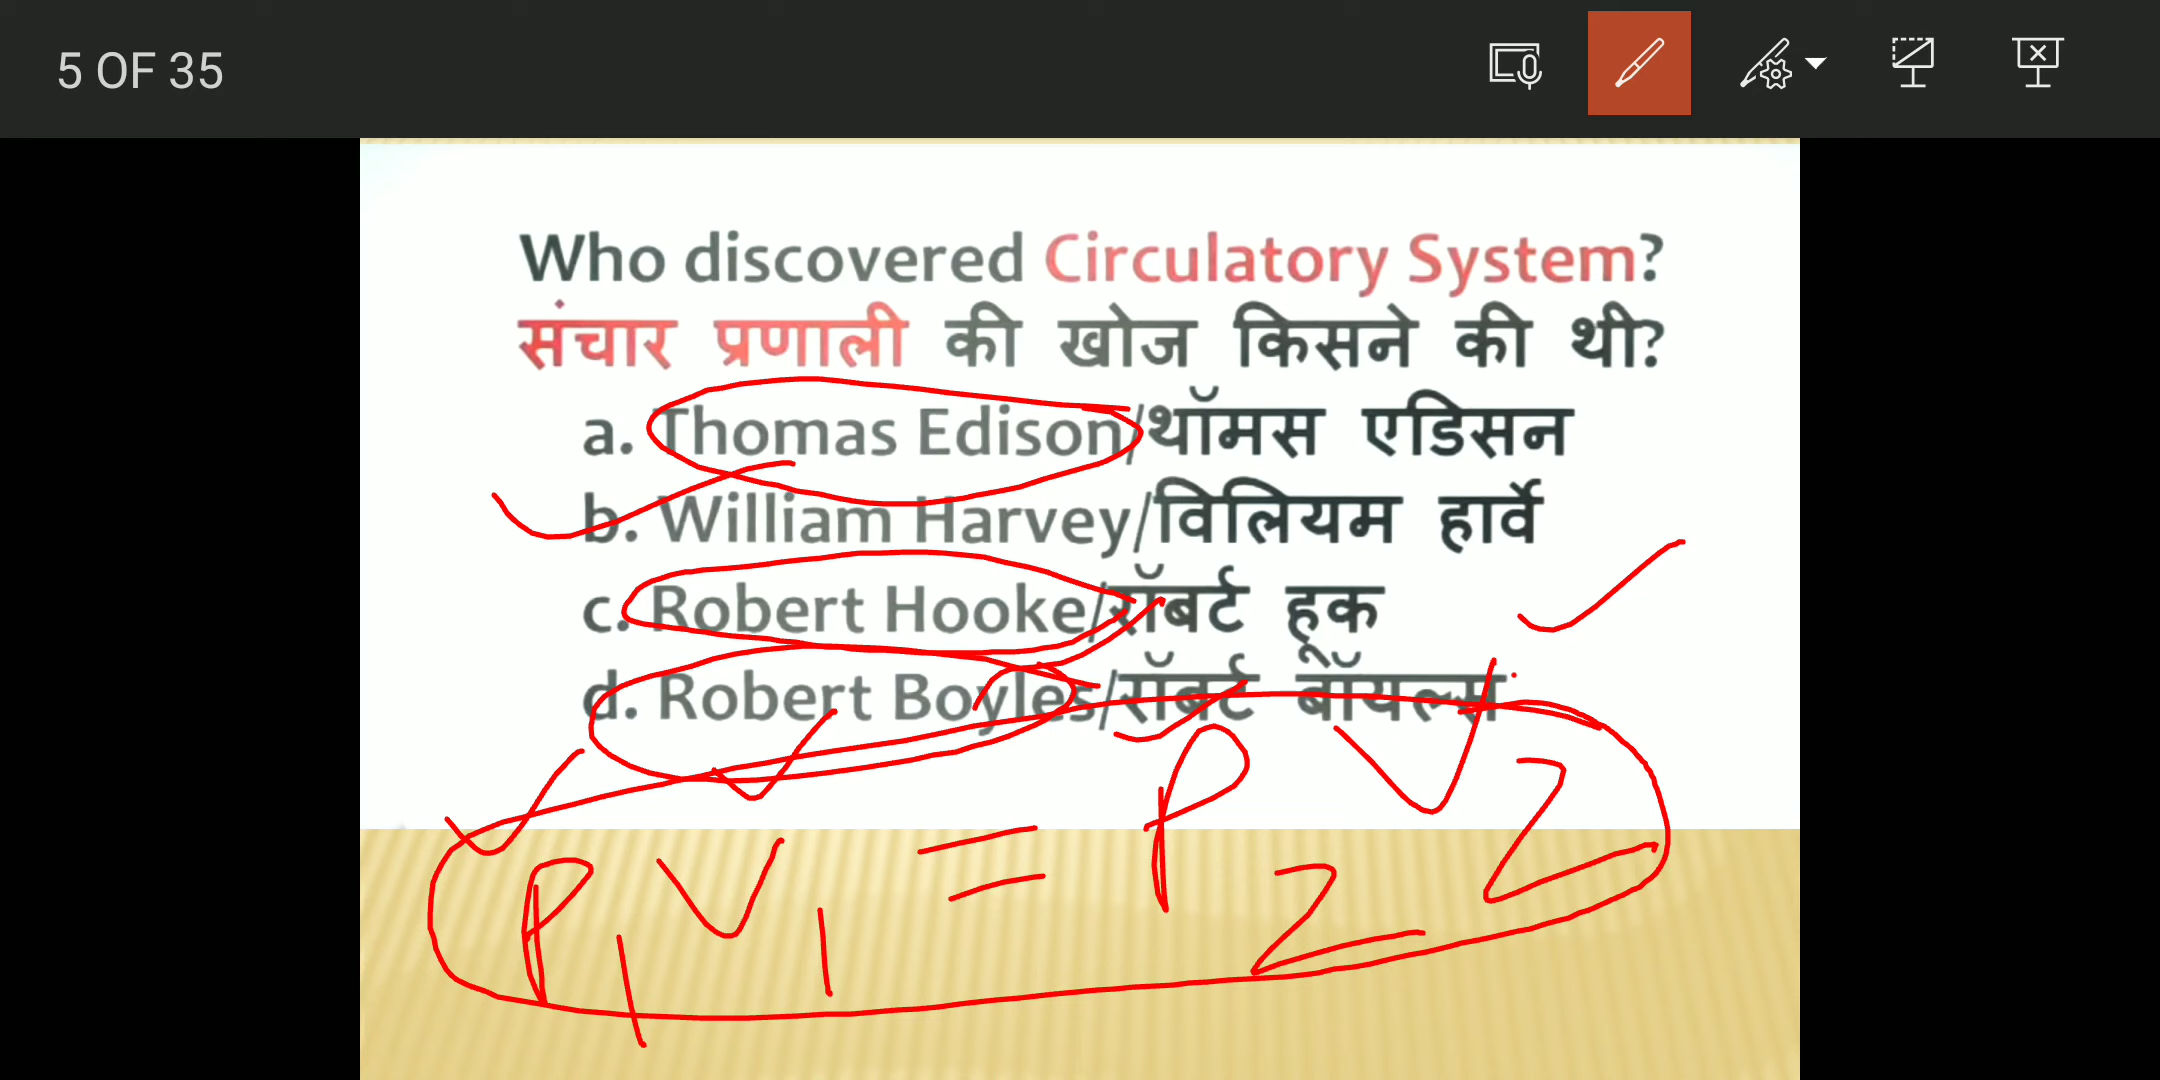 5 OF 35
Who discovered Circulatory System?
संचार प्रणाली की खोज किसने की थी?
a. Thomas Edison/थॉमस एडिसन
b. William Harvey/विलियम हार्वे
c. Robert Hooke/रॉबर्ट हूक
d. Robert Boyles/रॉबर्ट बॉयल्स
P1V1 = P2V2